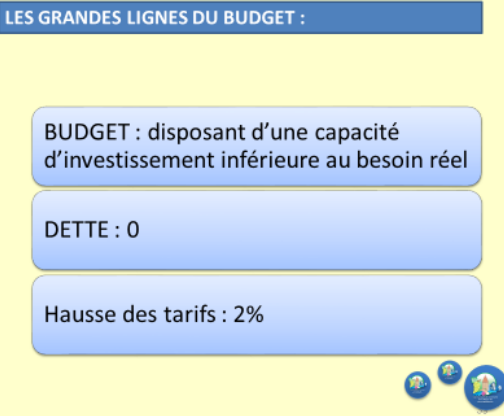 LES GRANDES LIGNES DU BUDGET :
BUDGET : disposant d’une capacité
d’investissement inférieure au besoin réel
DETTE : 0
Hausse des tarifs : 2%